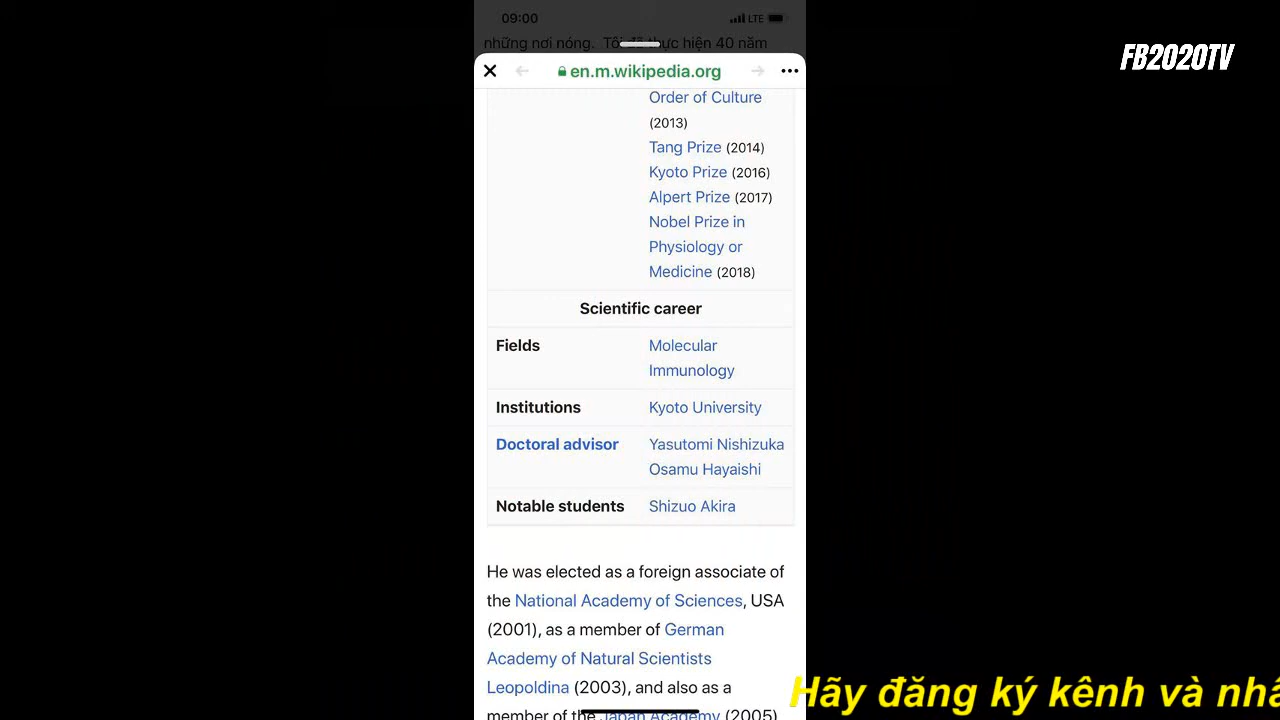 09:00
LTE
những nơi nóng. Tôi đã thực hiện 40 năm
FB2020TV
en.m.wikipedia.org
Order of Culture
(2013)
Tang Prize (2014)
Kyoto Prize (2016)
Alpert Prize (2017)
Nobel Prize in
Physiology or
Medicine (2018)
Scientific career
Fields
Molecular
Immunology
Institutions
Kyoto University
Doctoral advisor
Yasutomi Nishizuka
Osamu Hayaishi
Notable students
Shizuo Akira
He was elected as a foreign associate of
the National Academy of Sciences, USA
(2001), as a member of German
Academy of Natural Scientists
Leopoldina (2003), and also as a
member of the Japan Academy (2005).
Hãy đăng ký kênh và